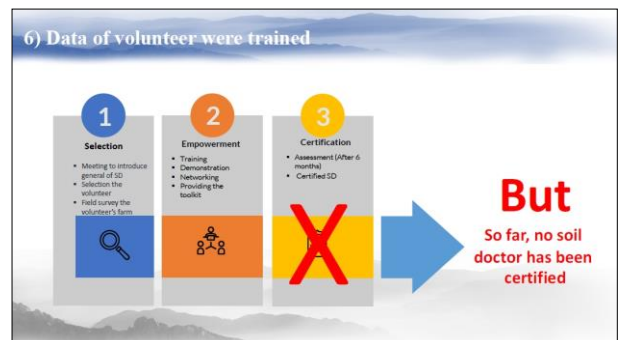 6) Data of volunteer were trained
1
Selection
• Meeting to introduce
general of SD
• Selection the
volunteer
• Field survey the
volunteer's farm
2
Empowerment
• Training
• Demonstration
• Networking
• Providing the
toolkit
3
Certification
• Assessment (After 6
months)
• Certified SD
X
But
So far, no soil
doctor has been
certified